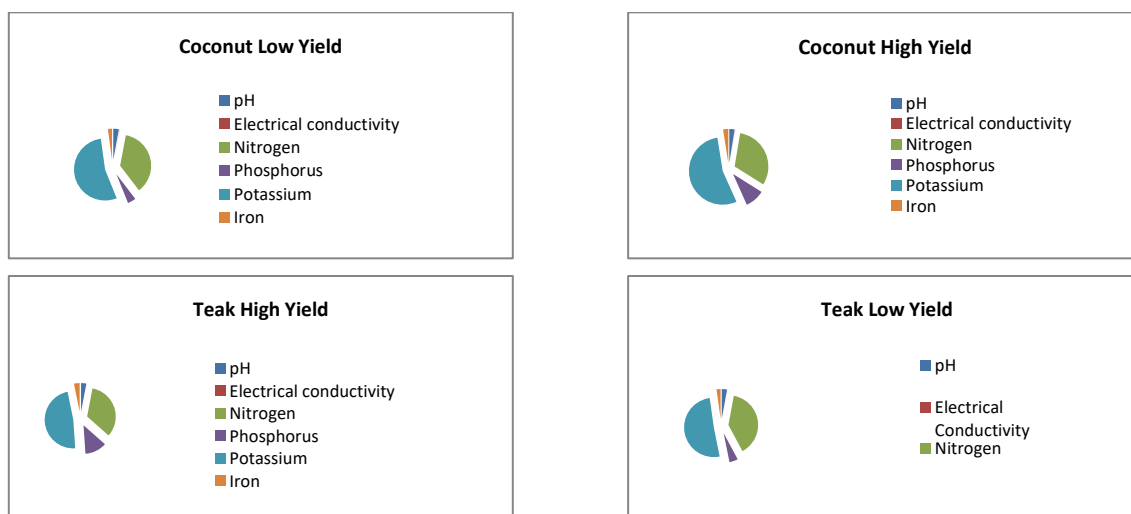 Coconut Low Yield
pH
Electrical conductivity
Nitrogen
Phosphorus
Potassium
Iron
Coconut High Yield
pH
Electrical conductivity
Nitrogen
Phosphorus
Potassium
Iron
Teak High Yield
pH
Electrical conductivity
Nitrogen
Phosphorus
Potassium
Iron
Teak Low Yield
pH
Electrical
Conductivity
Nitrogen